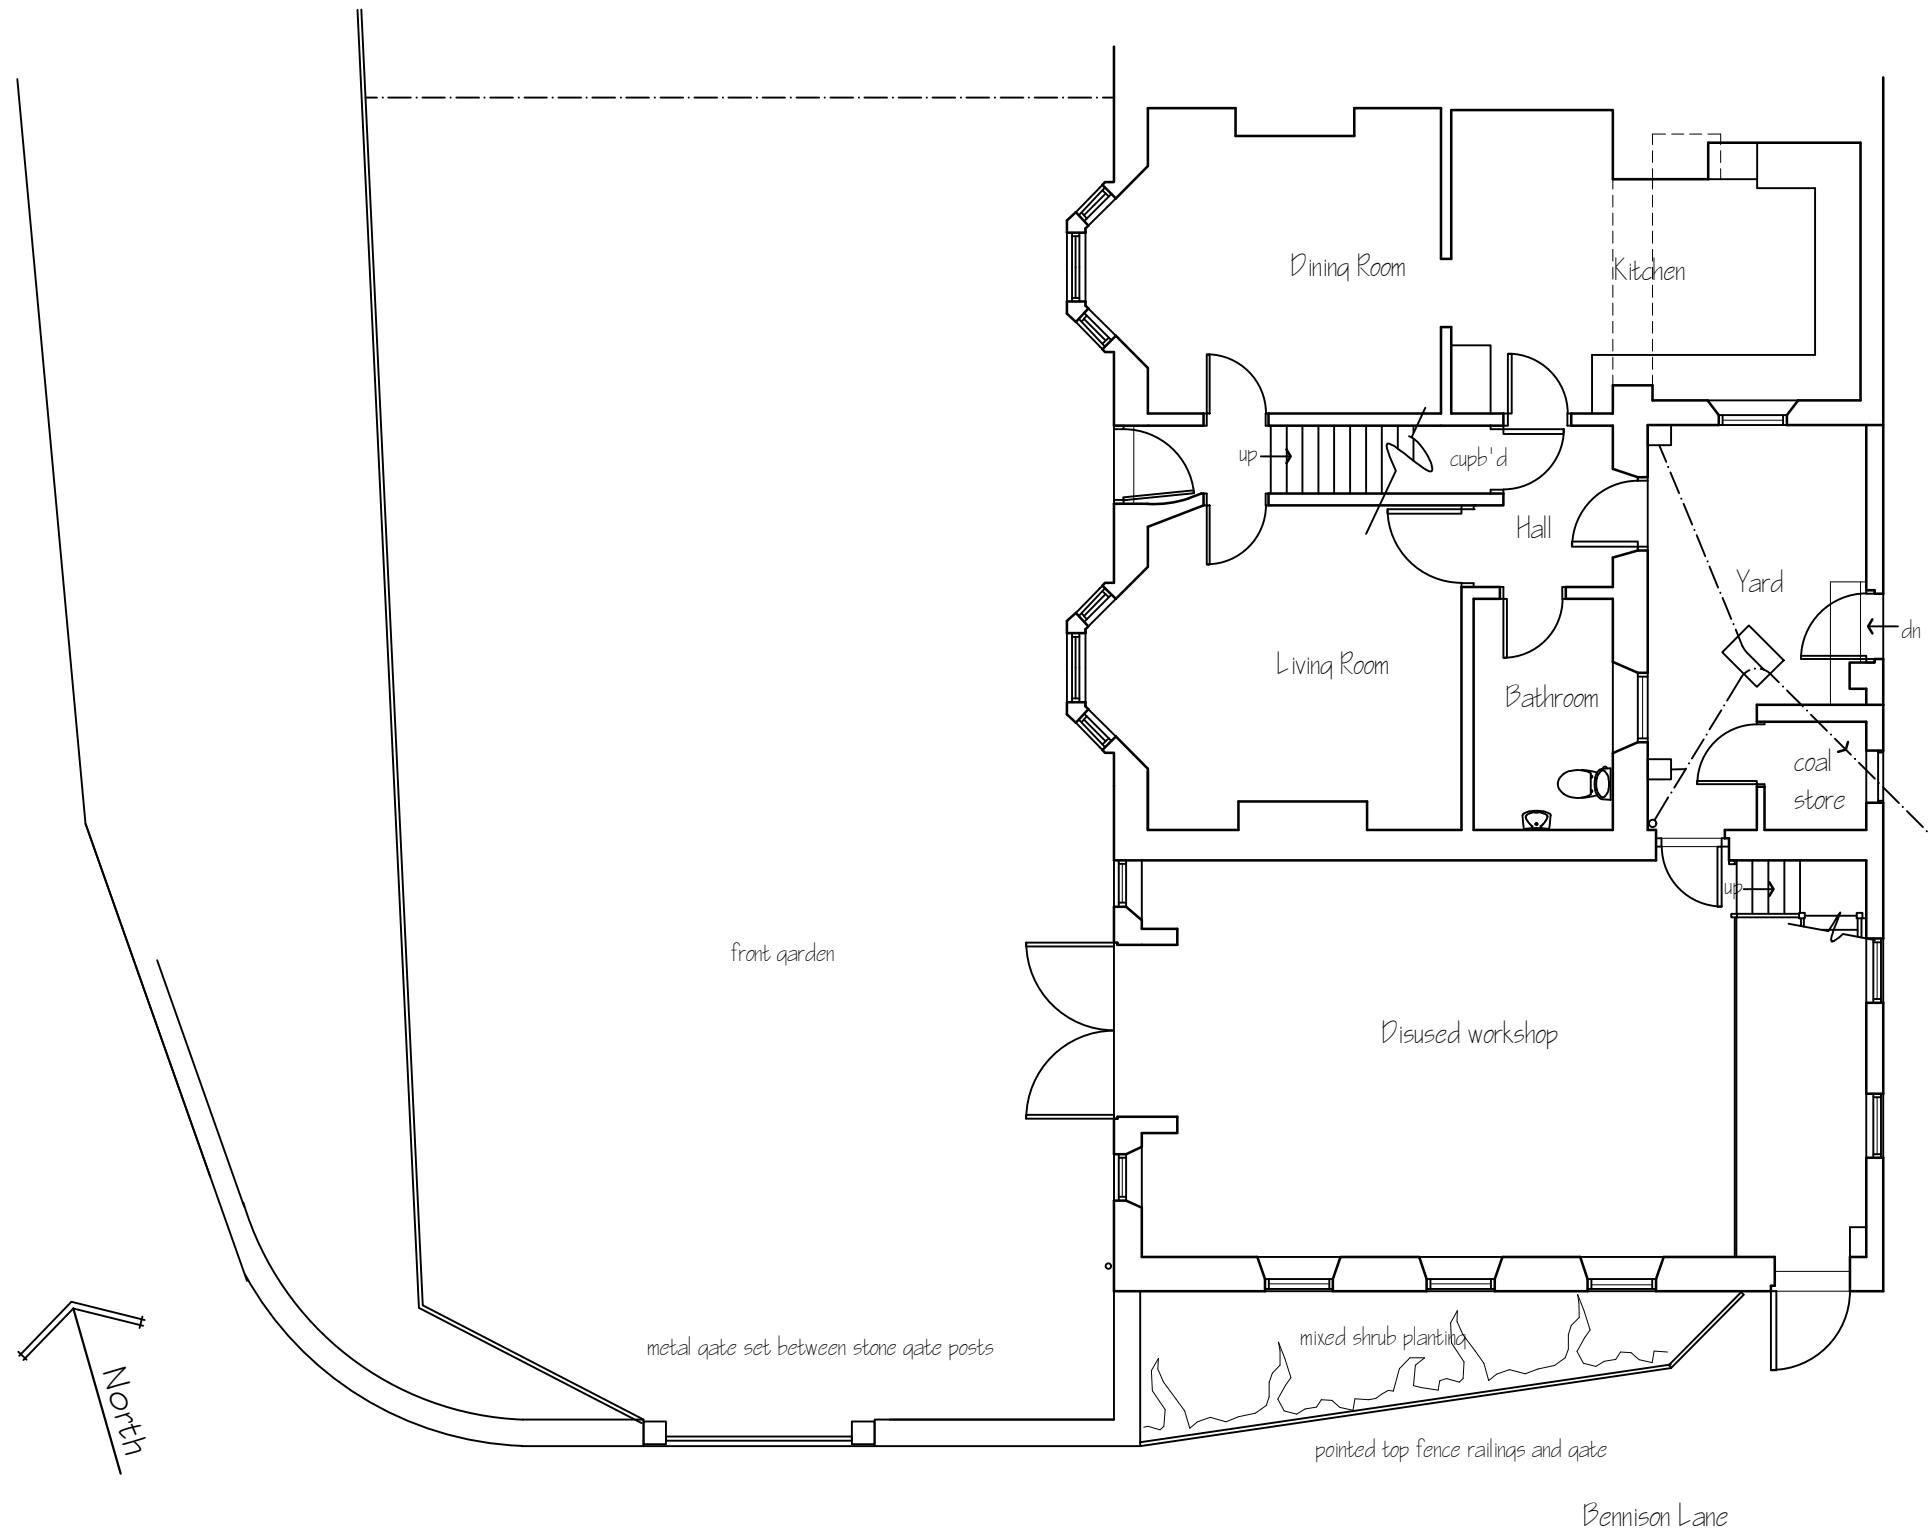 Dining Room
Kitchen
up
cupb'd
Hall
Yard
dn
Living Room
Bathroom
coal
store
up
front garden
Disused workshop
mixed shrub planting
metal gate set between stone gate posts
North
pointed top fence railings and gate
Bennison Lane